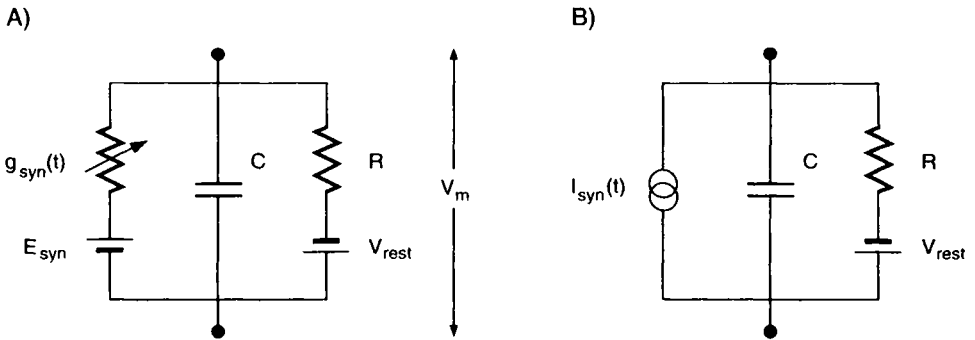 A)
g_syn(t)
E_syn
C
R
V_rest
V_m
B)
I_syn(t)
C
R
V_rest